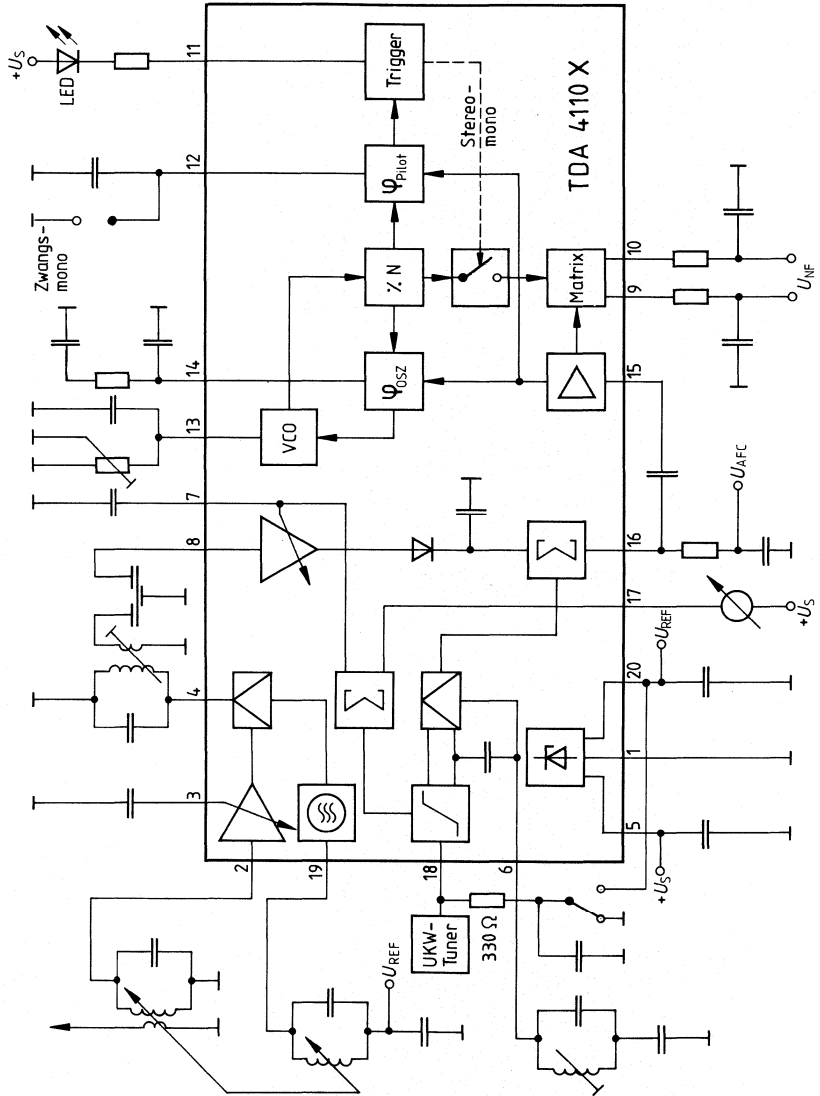 +Us
Zwangs-
mono
LED
3
4
8
7
13
14
12
11
2
VCO
19
UREF
φOSZ
% N
φPilot
Trigger
18
UKW-
Tuner
Stereo-
mono
330 Ω
6
Matrix
TDA 4110 X
5
1
20
17
16
15
9
10
+Us
UREF
UAFC
+Us
UNF